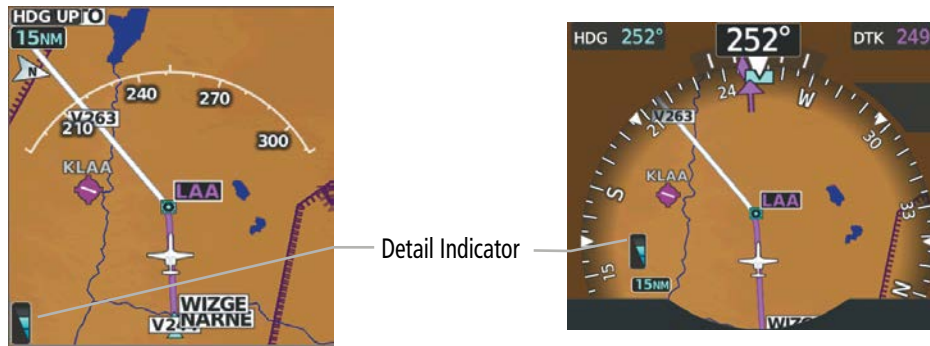 HDG UP
15NM
N
210
240
270
300
V263
KLAA
LAA
WIZGE
NARNE
Detail Indicator
HDG 252°
252°
DTK 249
15
S
21
24
W
30
33
N
V263
KLAA
LAA
15NM